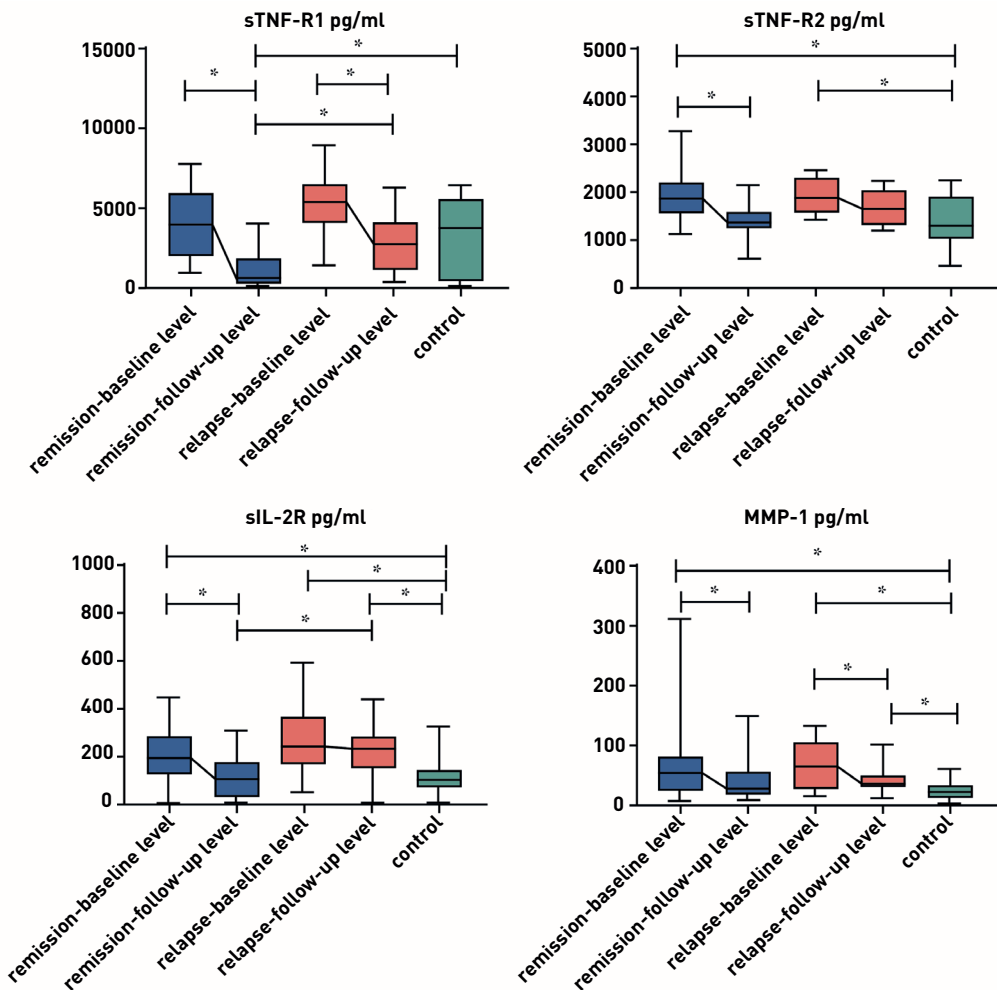 sTNF-R1 pg/ml
15000
10000
5000
0
*
*
*
*
remission-baseline level
remission-follow-up level
relapse-baseline level
relapse-follow-up level
control
sTNF-R2 pg/ml
5000
4000
3000
2000
1000
0
*
*
*
remission-baseline level
remission-follow-up level
relapse-baseline level
relapse-follow-up level
control
sIL-2R pg/ml
1000
800
600
400
200
0
*
*
*
*
*
remission-baseline level
remission-follow-up level
relapse-baseline level
relapse-follow-up level
control
MMP-1 pg/ml
400
300
200
100
0
*
*
*
*
*
remission-baseline level
remission-follow-up level
relapse-baseline level
relapse-follow-up level
control